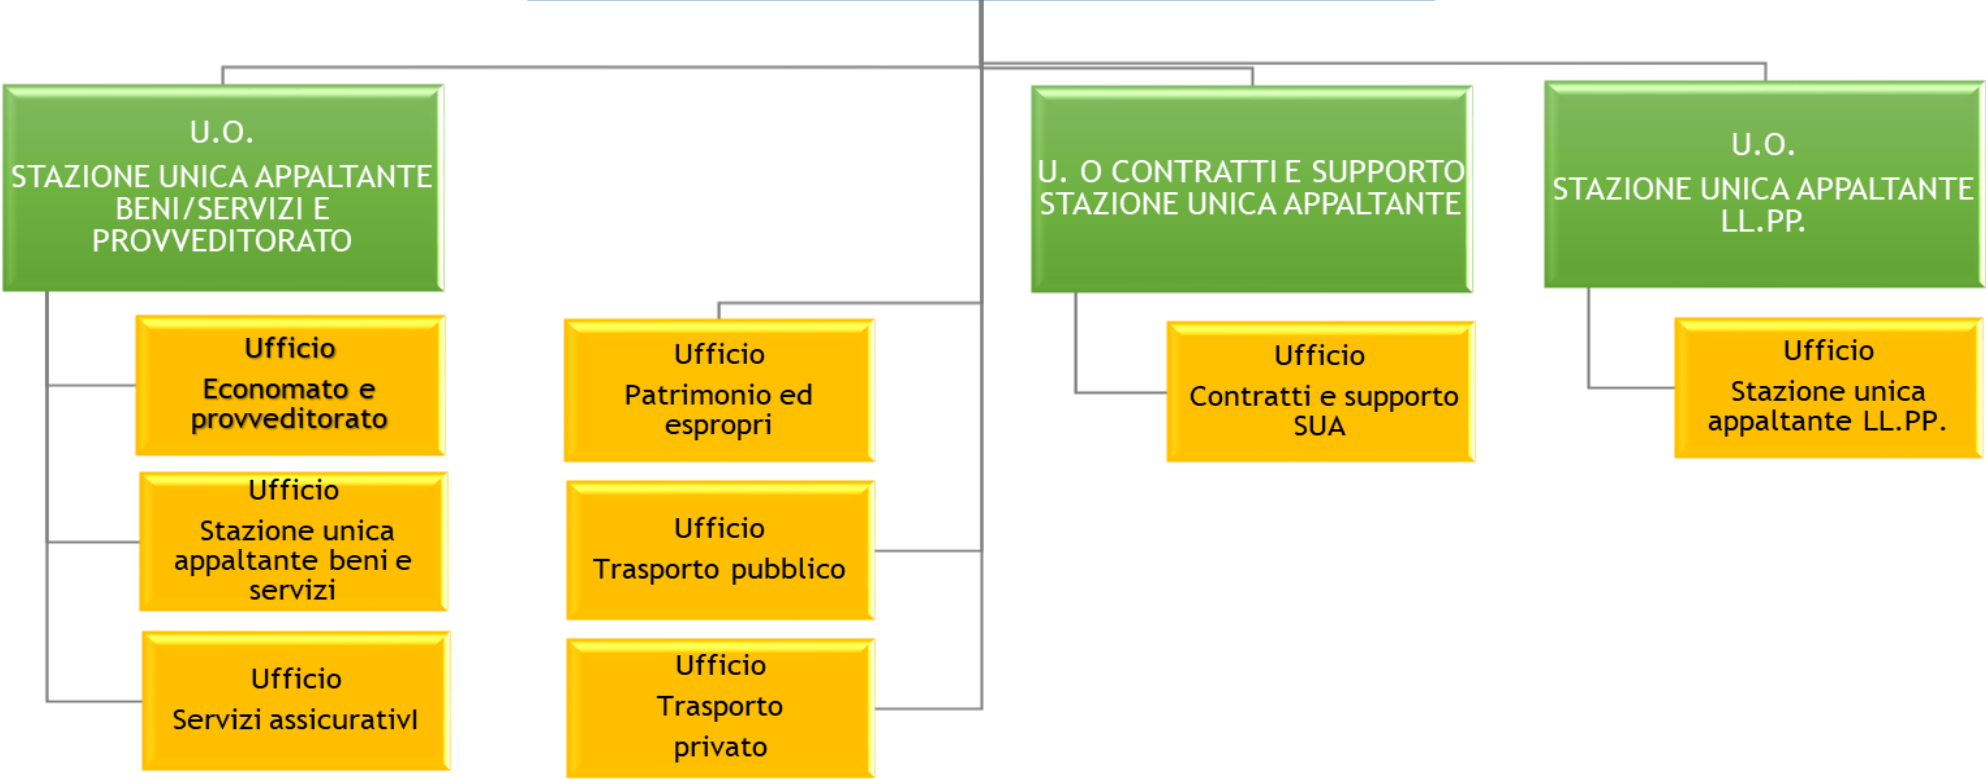 U.O.
STAZIONE UNICA APPALTANTE
BENI/SERVIZI E
PROVVEDITORATO
Ufficio
Economato e
provveditorato
Ufficio
Stazione unica
appaltante beni e
servizi
Ufficio
Servizi assicurativI
Ufficio
Patrimonio ed
espropri
Ufficio
Trasporto pubblico
Ufficio
Trasporto
privato
U. O CONTRATTI E SUPPORTO
STAZIONE UNICA APPALTANTE
Ufficio
Contratti e supporto
SUA
U.O.
STAZIONE UNICA APPALTANTE
LL.PP.
Ufficio
Stazione unica
appaltante LL.PP.